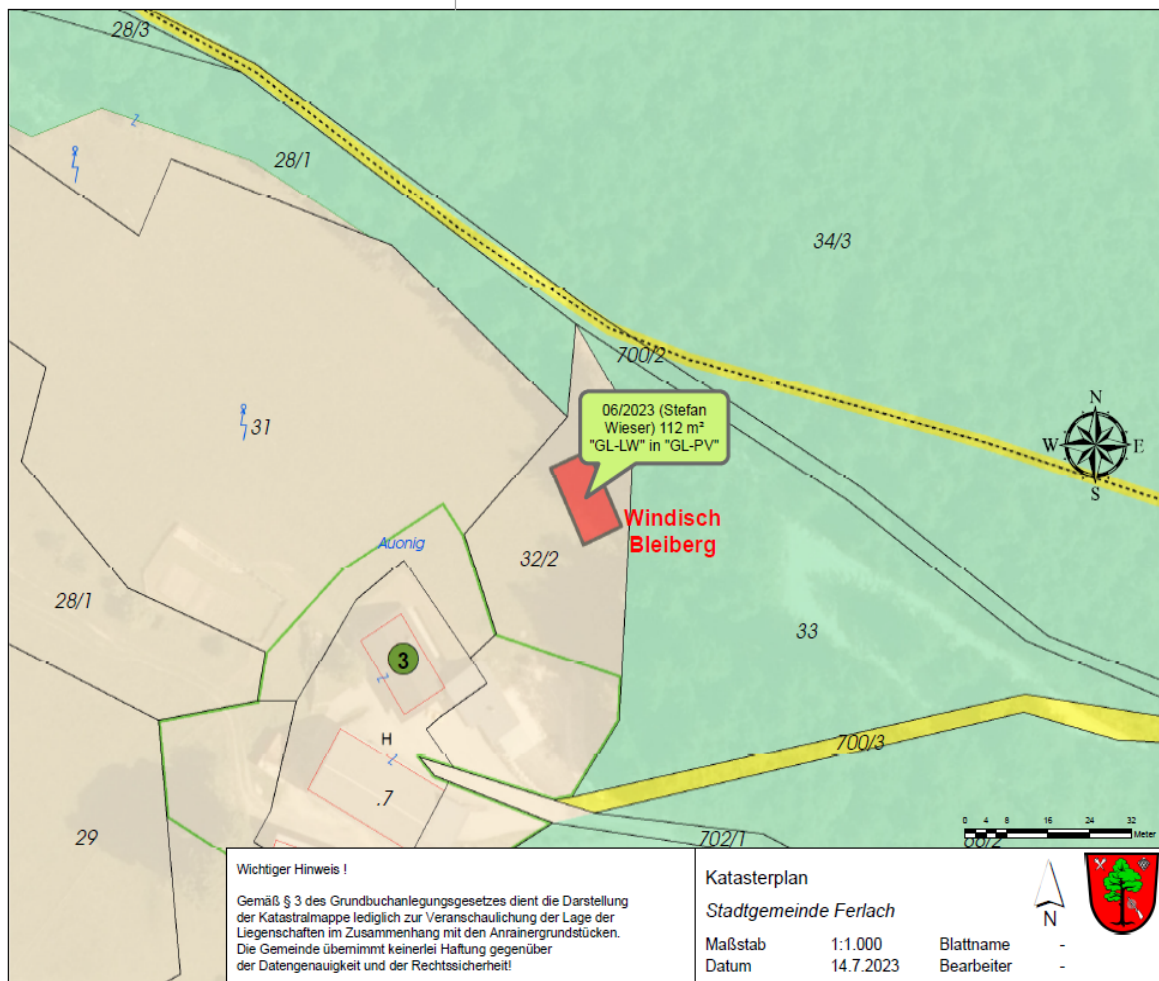 28/3
28/1
34/3
700/2
06/2023 (Stefan
Wieser) 112 m²
"GL-LW" in "GL-PV"
N
W
E
S
31
Windisch
Bleiberg
Auonig
32/2
28/1
33
3
H
700/3
.7
29
702/1
66/2
0 4 8 16 24 32
Meter
Wichtiger Hinweis !
Gemäß § 3 des Grundbuchanlegungsgesetzes dient die Darstellung
der Katastralmappe lediglich zur Veranschaulichung der Lage der
Liegenschaften im Zusammenhang mit den Anrainergrundstücken.
Die Gemeinde übernimmt keinerlei Haftung gegenüber
der Datengenauigkeit und der Rechtssicherheit!
Katasterplan
Stadtgemeinde Ferlach
N
Maßstab 1:1.000 Blattname -
Datum 14.7.2023 Bearbeiter -